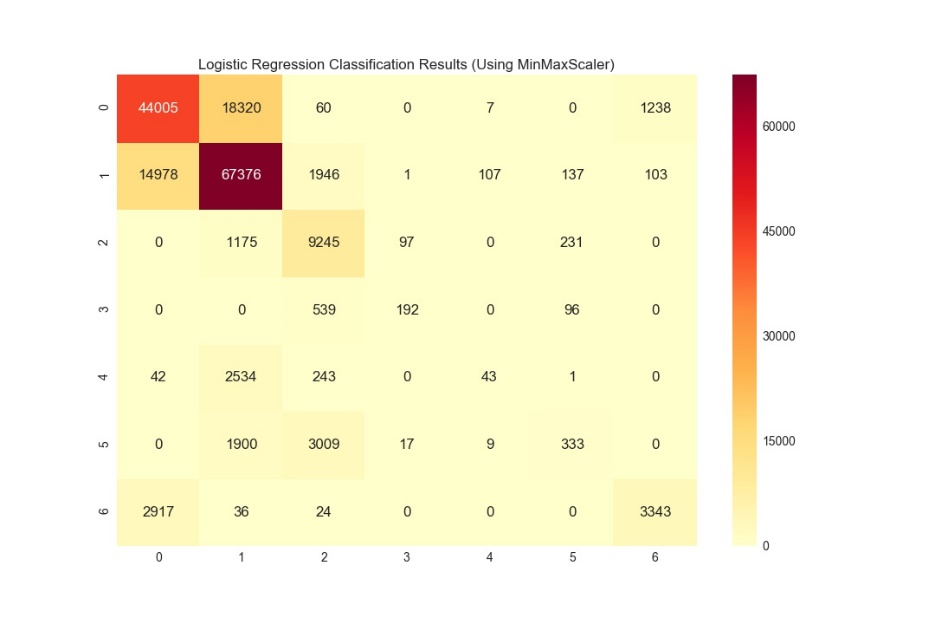 Logistic Regression Classification Results (Using MinMaxScaler)
0 44005 18320 60 0 7 0 1238
60000
1 14978 67376 1946 1 107 137 103
45000
2 0 1175 9245 97 0 231 0
3 0 0 539 192 0 96 0
30000
4 42 2534 243 0 43 1 0
5 0 1900 3009 17 9 333 0
15000
6 2917 36 24 0 0 0 3343
0
0 1 2 3 4 5 6